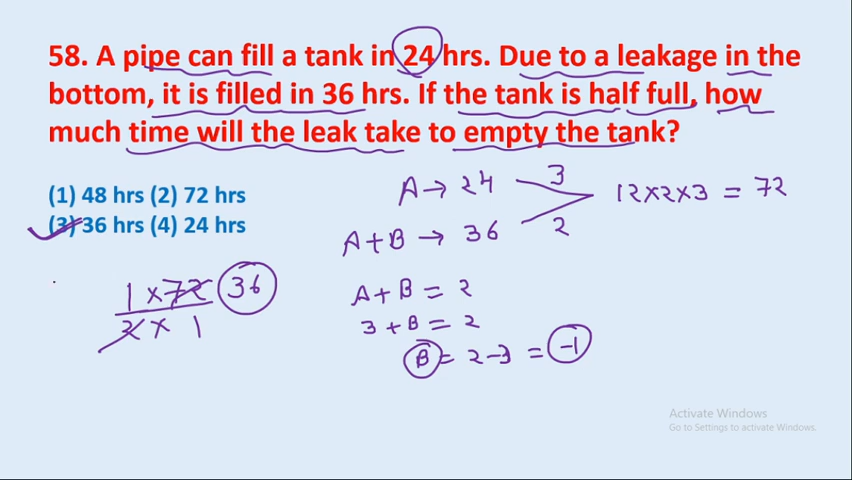 58. A pipe can fill a tank in 24 hrs. Due to a leakage in the
bottom, it is filled in 36 hrs. If the tank is half full, how
much time will the leak take to empty the tank?
(1) 48 hrs (2) 72 hrs
(3) 36 hrs (4) 24 hrs
A → 24 3
12×2×3 = 72
A+B → 36 2
1 × 72 36
2 × 1
A + B = 2
3 + B = 2
B = 2-3 = -1
Activate Windows
Go to Settings to activate Windows.